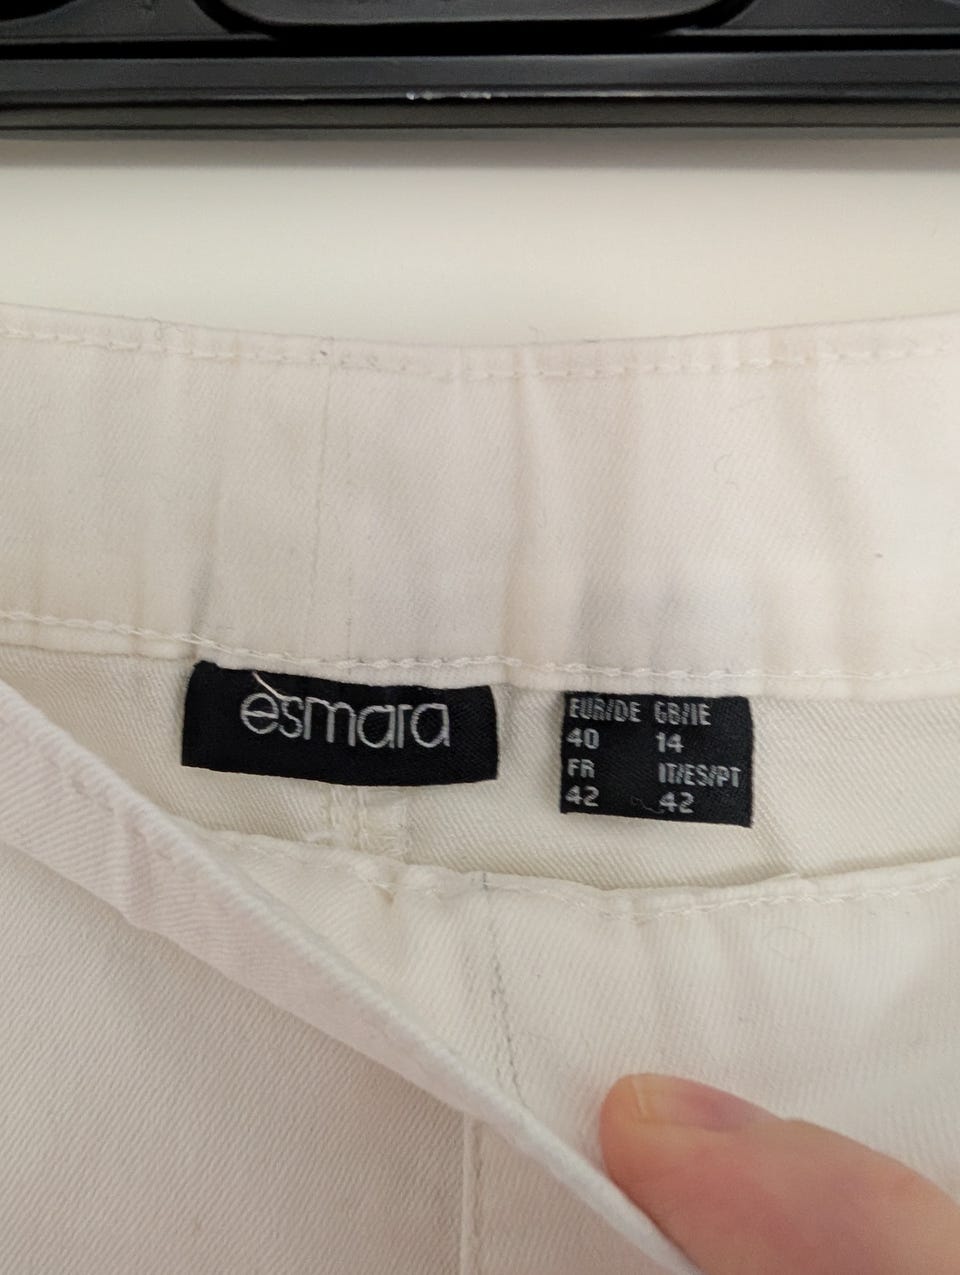 esmara
EUR/DE GB/IE
40 14
FR IT/ES/PT
42 42